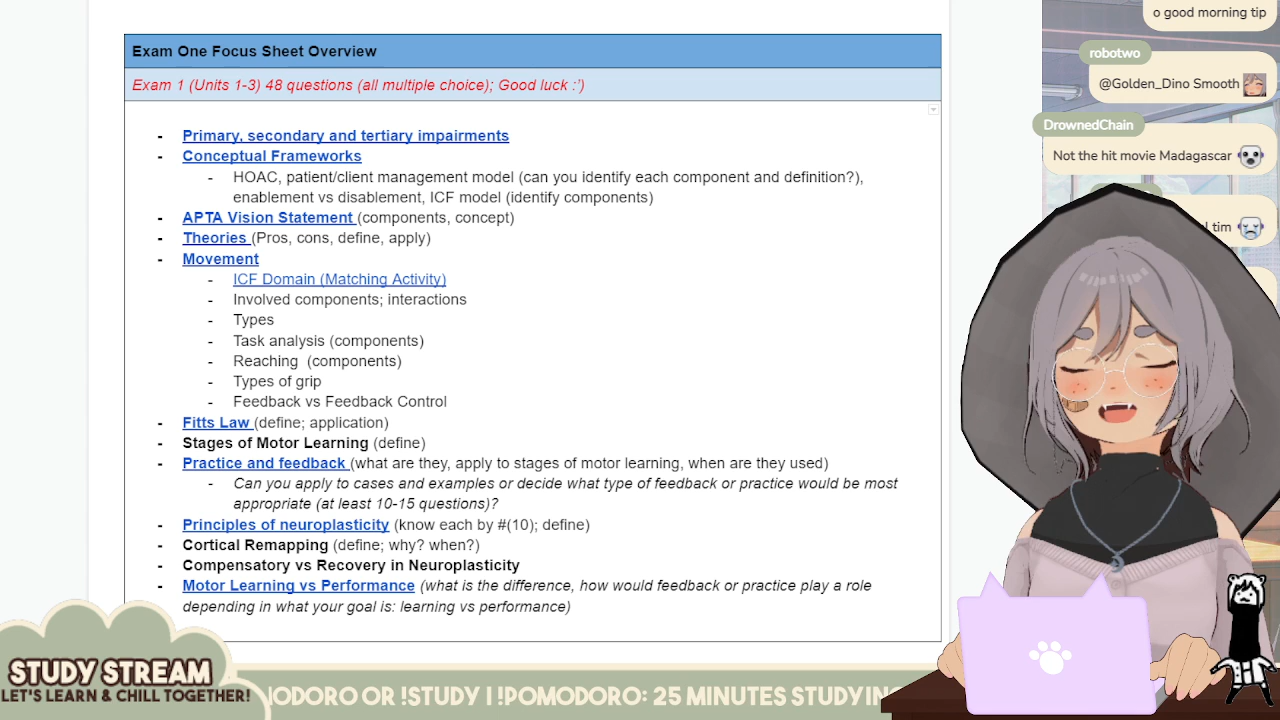 Exam One Focus Sheet Overview
Exam 1 (Units 1-3) 48 questions (all multiple choice); Good luck :')
- Primary, secondary and tertiary impairments
- Conceptual Frameworks
- HOAC, patient/client management model (can you identify each component and definition?),
enablement vs disablement, ICF model (identify components)
- APTA Vision Statement (components, concept)
- Theories (Pros, cons, define, apply)
- Movement
- ICF Domain (Matching Activity)
- Involved components; interactions
- Types
- Task analysis (components)
- Reaching (components)
- Types of grip
- Feedback vs Feedback Control
- Fitts Law (define; application)
- Stages of Motor Learning (define)
- Practice and feedback (what are they, apply to stages of motor learning, when are they used)
- Can you apply to cases and examples or decide what type of feedback or practice would be most
appropriate (at least 10-15 questions)?
- Principles of neuroplasticity (know each by #(10); define)
- Cortical Remapping (define; why? when?)
- Compensatory vs Recovery in Neuroplasticity
- Motor Learning vs Performance (what is the difference, how would feedback or practice play a role
depending in what your goal is: learning vs performance)
o good morning tip
robotwo
@Golden_Dino Smooth
DrownedChain
Not the hit movie Madagascar
tim
STUDY STREAM
LET'S LEARN & CHILL TOGETHER!
ODORO OR !STUDY | !POMODORO: 25 MINUTES STUDYIN